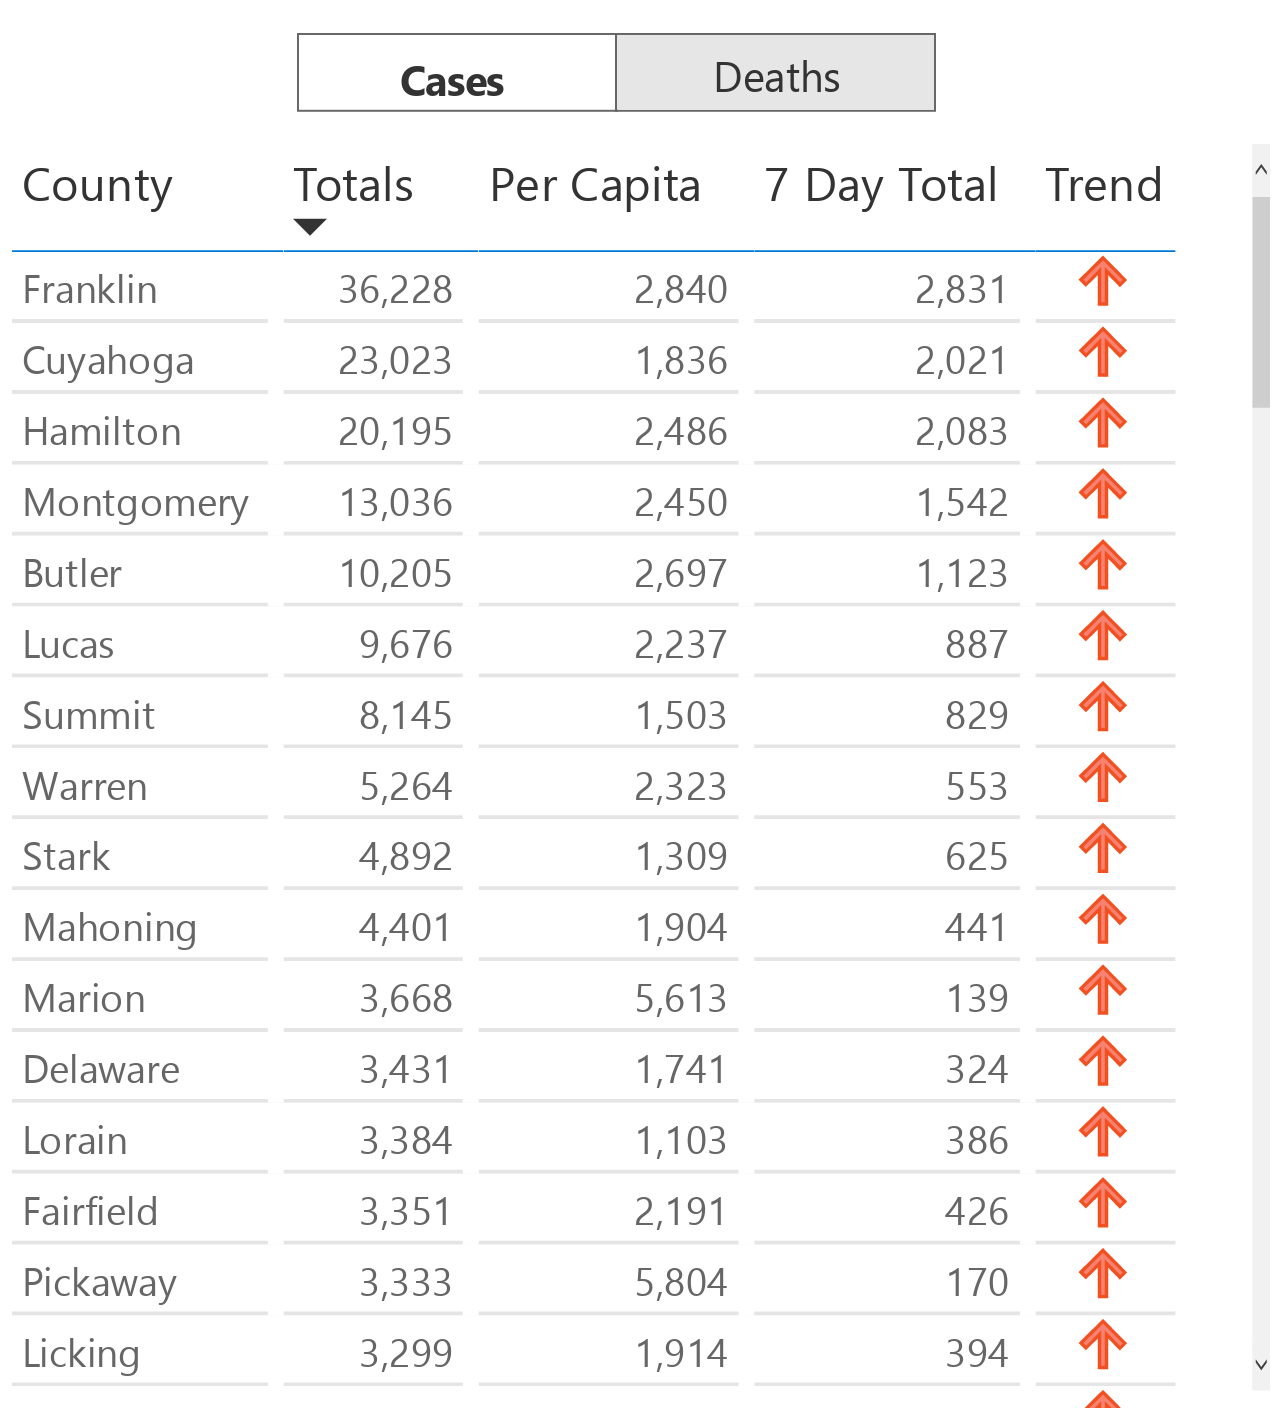 Cases Deaths
County Totals Per Capita 7 Day Total Trend
Franklin 36,228 2,840 2,831
Cuyahoga 23,023 1,836 2,021
Hamilton 20,195 2,486 2,083
Montgomery 13,036 2,450 1,542
Butler 10,205 2,697 1,123
Lucas 9,676 2,237 887
Summit 8,145 1,503 829
Warren 5,264 2,323 553
Stark 4,892 1,309 625
Mahoning 4,401 1,904 441
Marion 3,668 5,613 139
Delaware 3,431 1,741 324
Lorain 3,384 1,103 386
Fairfield 3,351 2,191 426
Pickaway 3,333 5,804 170
Licking 3,299 1,914 394